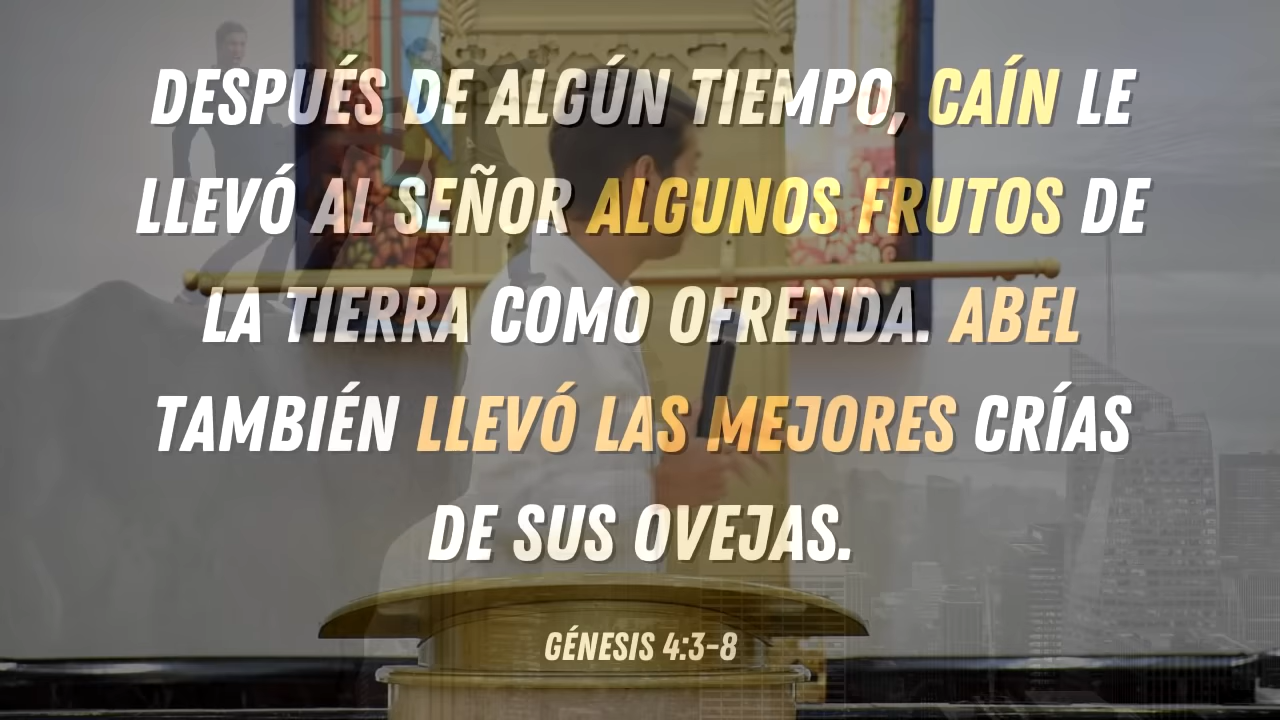 DESPUÉS DE ALGÚN TIEMPO, CAÍN LE
LLEVÓ AL SEÑOR ALGUNOS FRUTOS DE
LA TIERRA COMO OFRENDA. ABEL
TAMBIÉN LLEVÓ LAS MEJORES CRÍAS
DE SUS OVEJAS.
GÉNESIS 4:3-8